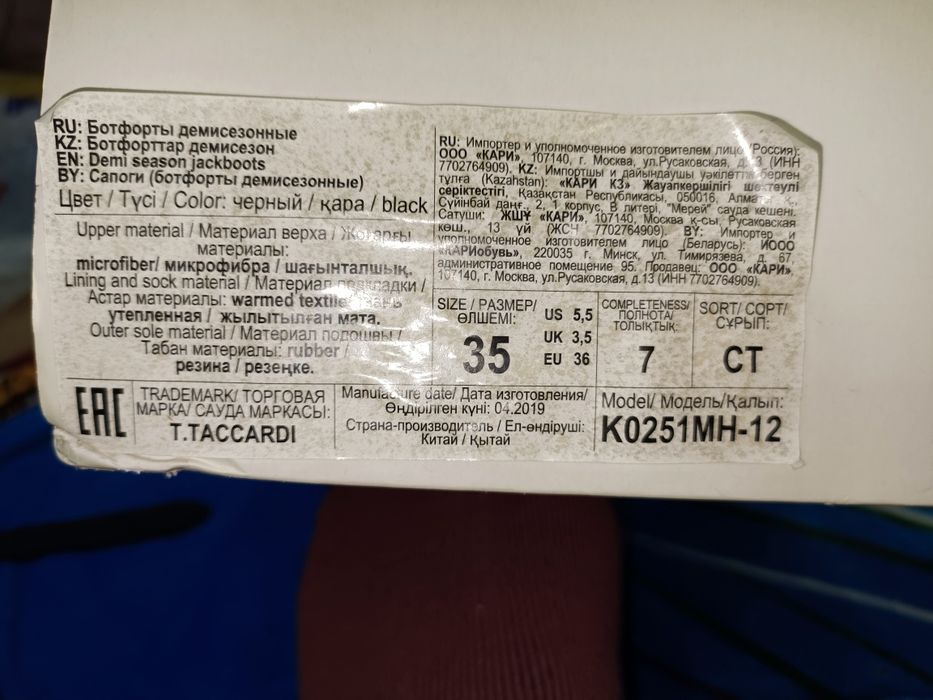 RU: Ботфорты демисезонные
KZ: Ботфорттар демисезон
EN: Demi season jackboots
BY: Сапоги (ботфорты демисезонные)
Цвет / Түсі / Color: черный / қара / black
Upper material / Материал верха / Жоғарғы
материалы:
microfiber/ микрофибра / шағынталшық.
Lining and sock material / Материал подкладки /
Астар материалы: warmed textile/ ткань
утепленная / жылытылған мата.
Outer sole material / Материал подошвы /
Табан материалы: rubber /
резина / резеңке.
RU: Импортер и уполномоченное изготовителем лицо (Россия):
ООО «КАРИ», 107140, г. Москва, ул.Русаковская, д.13 (ИНН
7702764909). KZ: Импортшы и дайындаушы уәкілеттік берген
тұлға (Kazahstan): «КАРИ КЗ» Жауапкершілігі шектеулі
серіктестігі, Қазақстан Республикасы, 050016, Алматы қ.,
Сүйінбай даңғ., 2, 1 корпус, В литері, "Мерей" сауда кешені.
Сатушы: ЖШҰ «КАРИ», 107140, Москва қ-сы, Русаковская
көш., 13 үй (ЖСН 7702764909). BY: Импортер и
уполномоченное изготовителем лицо (Беларусь): ИООО
«КАРИобувь», 220035 г. Минск, ул. Тимирязева, д. 67,
административное помещение 95. Продавец: ООО «КАРИ»,
107140, г. Москва, ул.Русаковская, д.13 (ИНН 7702764909).
SIZE / РАЗМЕР/
ӨЛШЕМІ:
35
US 5,5
UK 3,5
EU 36
COMPLETENESS/
ПОЛНОТА/
ТОЛЫҚТЫҚ:
7
SORT/ СОРТ/
СҰРЫП:
СТ
EAC
TRADEMARK/ ТОРГОВАЯ
МАРКА/ САУДА МАРКАСЫ:
T.TACCARDI
Manufacture date/ Дата изготовления/
Өндірілген күні: 04.2019
Страна-производитель / Ел-өндіруші:
Китай / Қытай
Model/ Модель/Қалып:
K0251MH-12